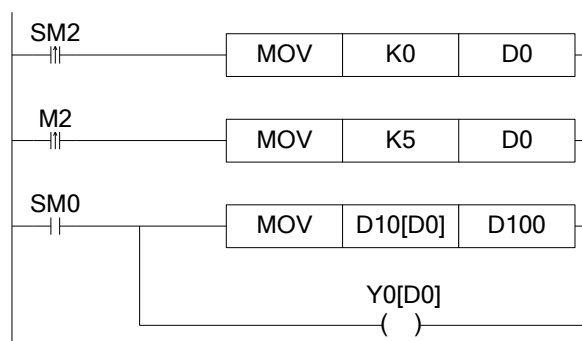 SM2
MOV K0 D0
M2
MOV K5 D0
SM0
MOV D10[D0] D100
Y0[D0]
( )